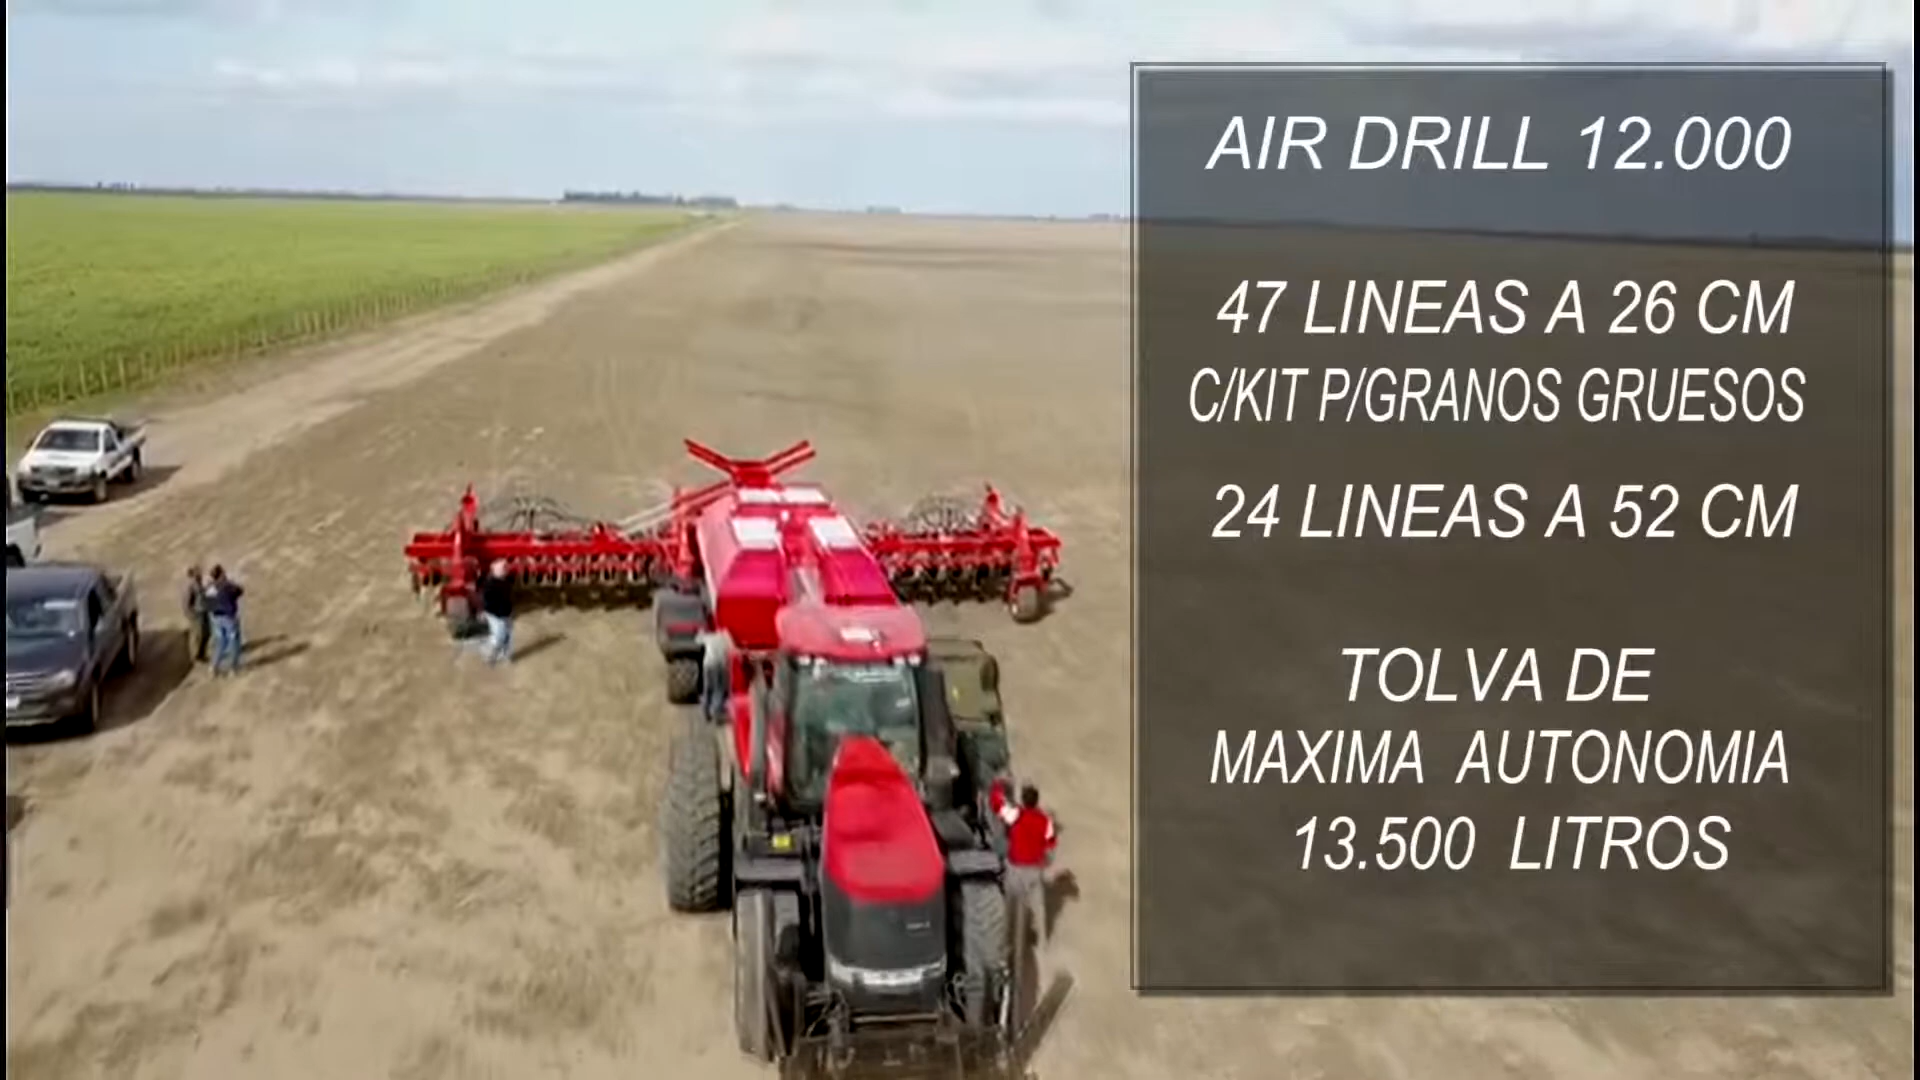 AIR DRILL 12.000
47 LINEAS A 26 CM
C/KIT P/GRANOS GRUESOS
24 LINEAS A 52 CM
TOLVA DE
MAXIMA AUTONOMIA
13.500 LITROS